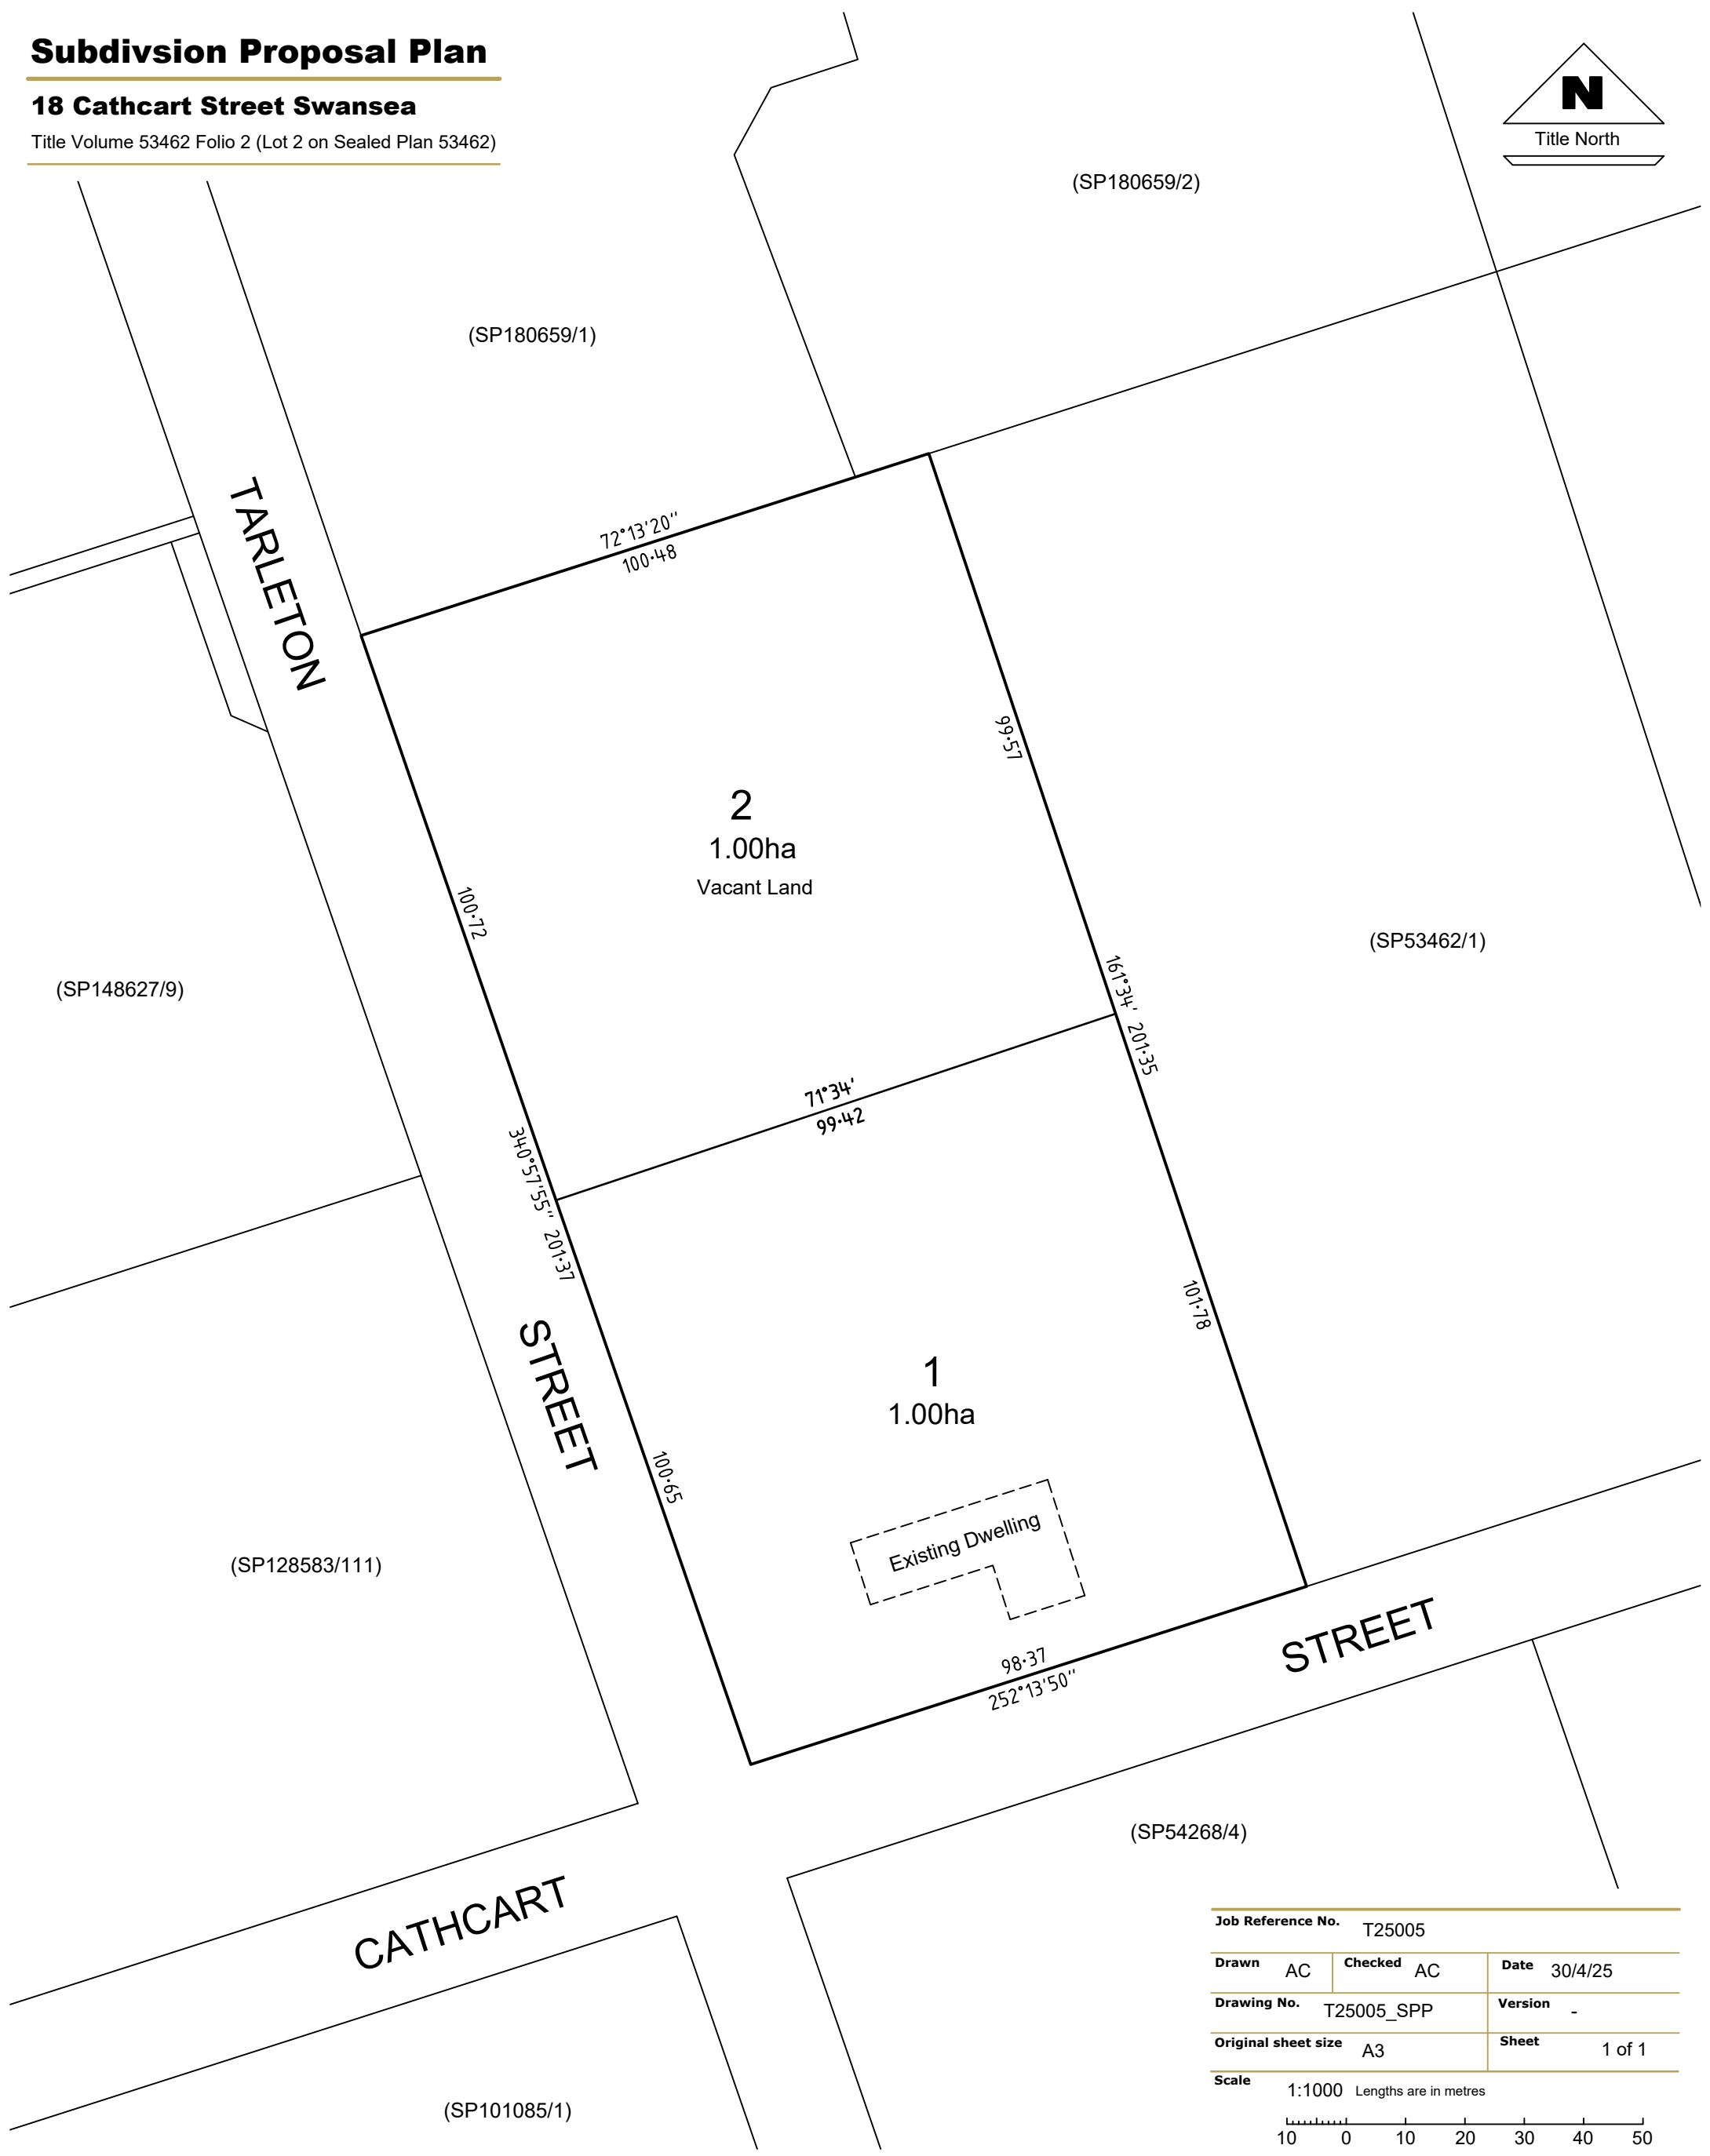 Subdivsion Proposal Plan
18 Cathcart Street Swansea
Title Volume 53462 Folio 2 (Lot 2 on Sealed Plan 53462)
N
Title North
(SP180659/2)
(SP180659/1)
TARLETON
72°13'20"
100·48
99·57
2
1.00ha
Vacant Land
100·72
(SP53462/1)
(SP148627/9)
161°34' 201·35
71°34'
99·42
340°57'55" 201·37
101·78
STREET
1
1.00ha
100·65
Existing Dwelling
(SP128583/111)
STREET
98·37
252°13'50"
(SP54268/4)
CATHCART
(SP101085/1)
Job Reference No. T25005
Drawn AC Checked AC Date 30/4/25
Drawing No. T25005_SPP Version -
Original sheet size A3 Sheet 1 of 1
Scale 1:1000 Lengths are in metres
10 0 10 20 30 40 50